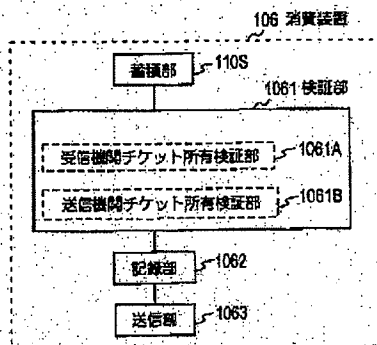 106 消費装置
蓄積部
110S
1061 検証部
受信機関チケット所有検証部
1061A
送信機関チケット所有検証部
1061B
記録部
1062
送信部
1063